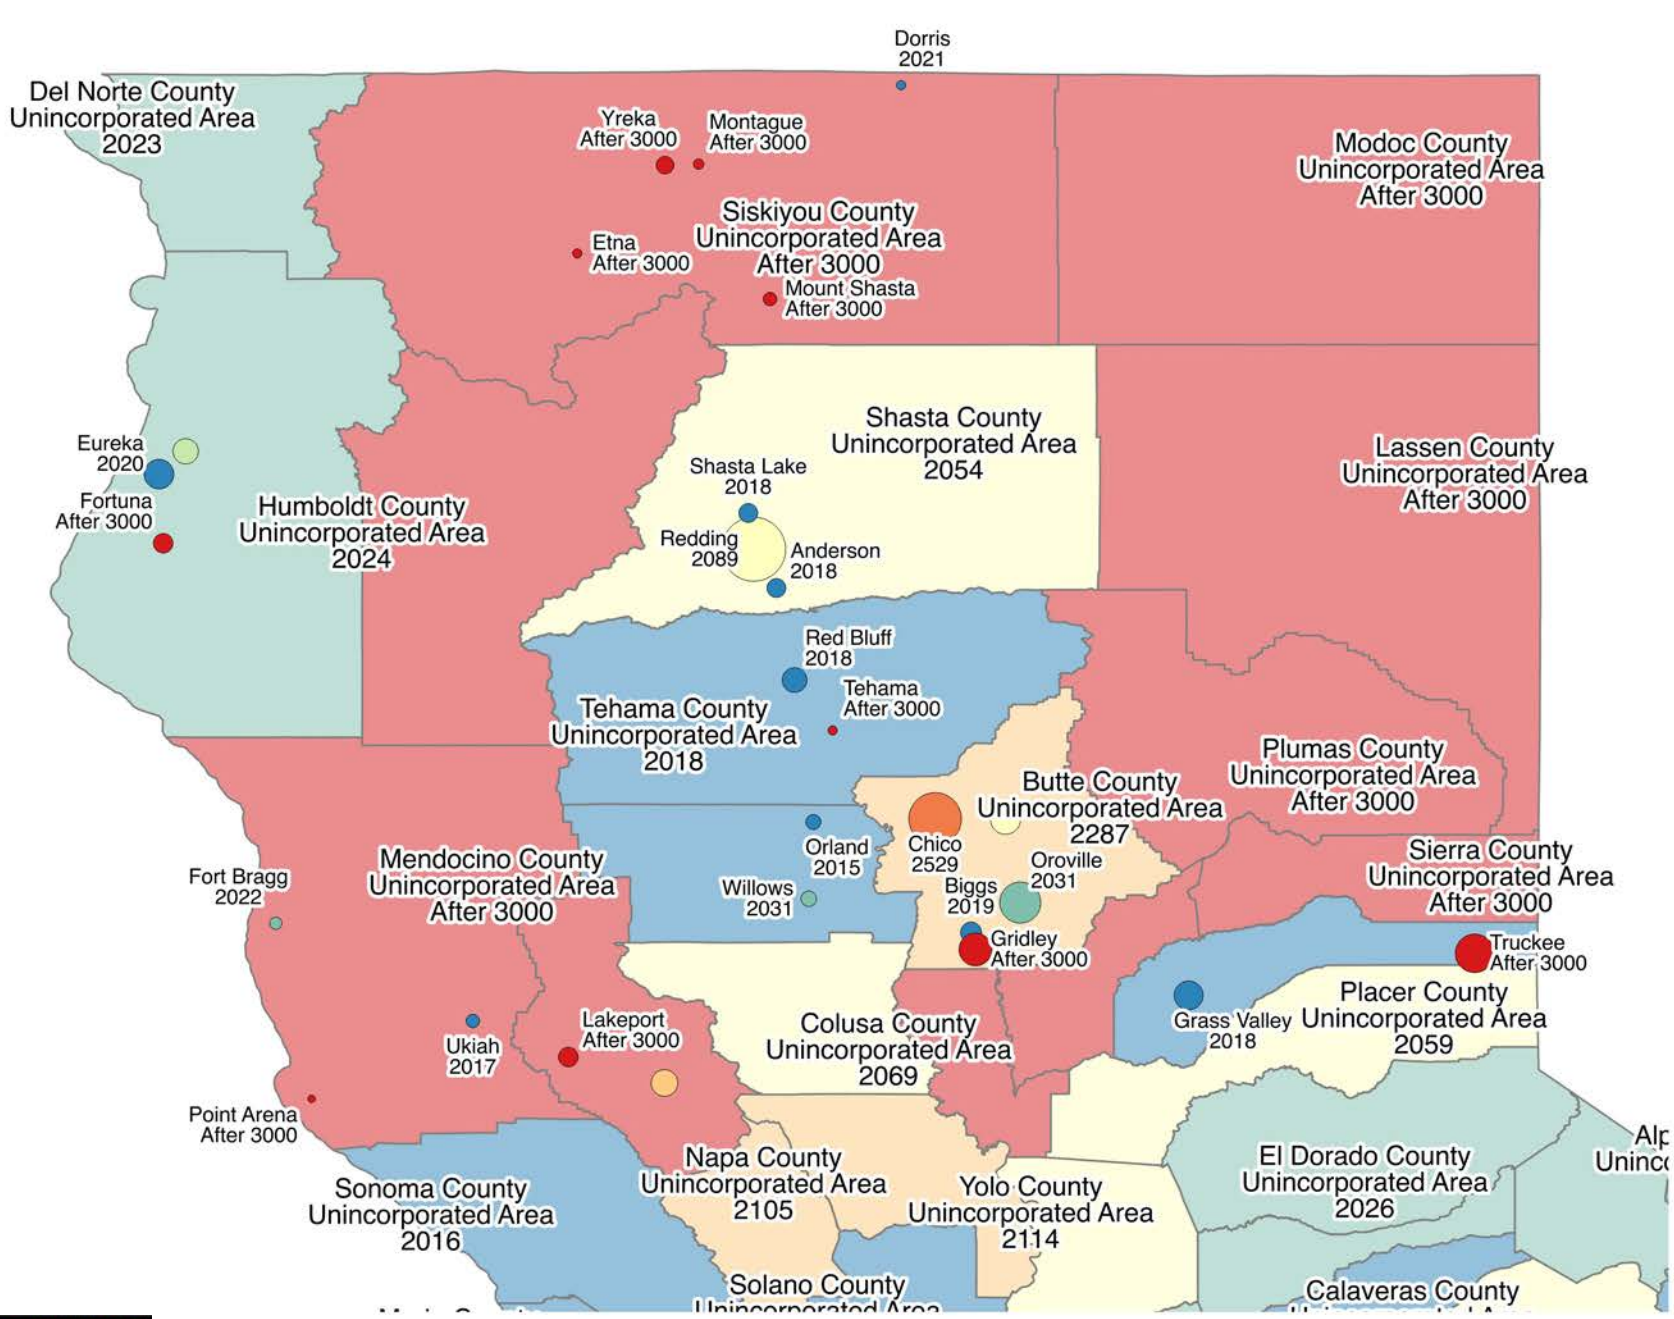 Dorris
2021
Del Norte County
Unincorporated Area
2023
Yreka
After 3000
Montague
After 3000
Modoc County
Unincorporated Area
After 3000
Siskiyou County
Unincorporated Area
After 3000
Etna
After 3000
Mount Shasta
After 3000
Shasta County
Unincorporated Area
2054
Lassen County
Unincorporated Area
After 3000
Eureka
2020
Fortuna
After 3000
Humboldt County
Unincorporated Area
2024
Shasta Lake
2018
Redding
2089
Anderson
2018
Red Bluff
2018
Tehama
After 3000
Tehama County
Unincorporated Area
2018
Plumas County
Unincorporated Area
After 3000
Butte County
Unincorporated Area
2287
Orland
2015
Chico
2529
Oroville
2031
Biggs
2019
Willows
2031
Gridley
After 3000
Sierra County
Unincorporated Area
After 3000
Mendocino County
Unincorporated Area
After 3000
Fort Bragg
2022
Truckee
After 3000
Grass Valley
2018
Placer County
Unincorporated Area
2059
Colusa County
Unincorporated Area
2069
Lakeport
After 3000
Ukiah
2017
Point Arena
After 3000
Napa County
Unincorporated Area
2105
Yolo County
Unincorporated Area
2114
El Dorado County
Unincorporated Area
2026
Sonoma County
Unincorporated Area
2016
Solano County
Unincorporated Area
Calaveras County